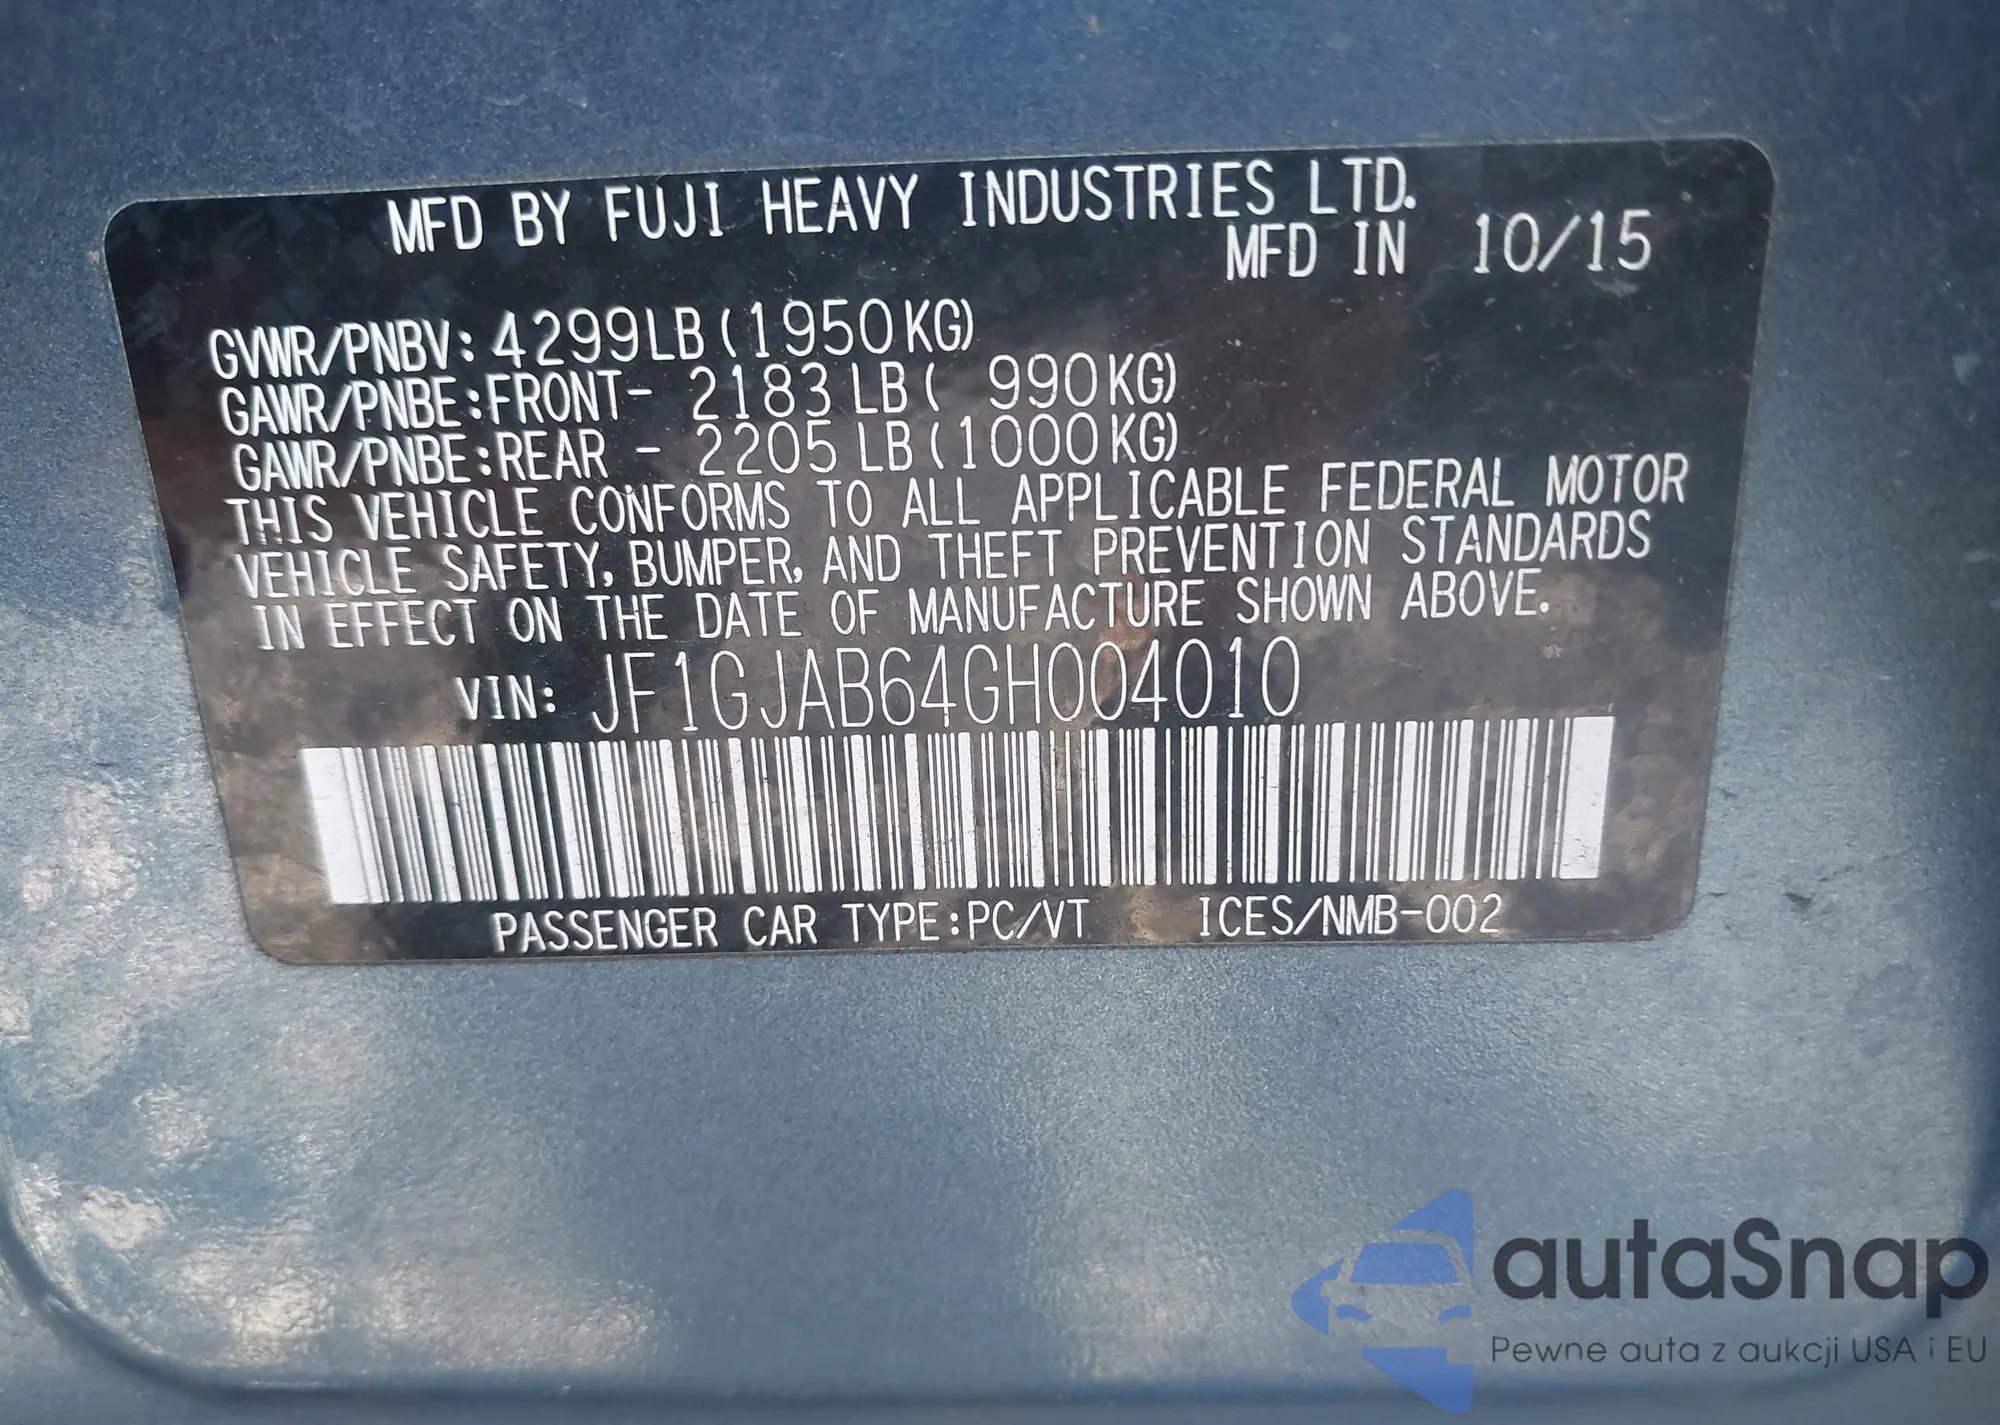 MFD BY FUJI HEAVY INDUSTRIES LTD.
MFD IN 10/15
GVWR/PNBV: 4299LB (1950KG)
GAWR/PNBE:FRONT- 2183 LB ( 990KG)
GAWR/PNBE:REAR - 2205 LB (1000KG)
THIS VEHICLE CONFORMS TO ALL APPLICABLE FEDERAL MOTOR
VEHICLE SAFETY, BUMPER, AND THEFT PREVENTION STANDARDS
IN EFFECT ON THE DATE OF MANUFACTURE SHOWN ABOVE.
VIN: JF1GJAB64GH004010
PASSENGER CAR TYPE:PC/VT ICES/NMB-002
autaSnap
Pewne auta z aukcji USA i EU